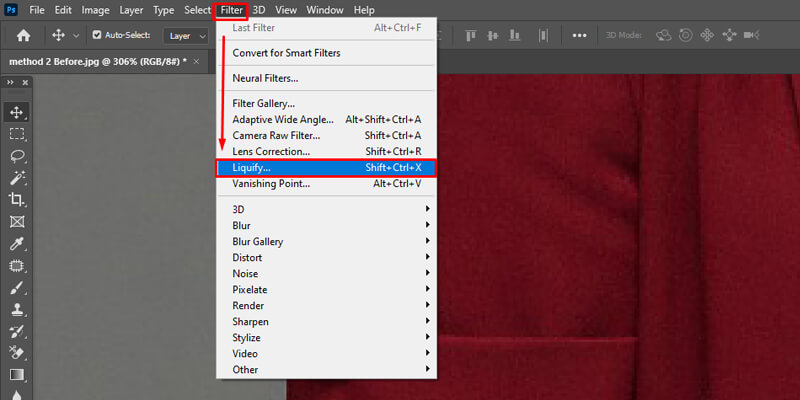 Ps File Edit Image Layer Type Select Filter 3D View Window Help
Auto-Select: Layer 3D Mode:
method 2 Before.jpg @ 306% (RGB/8#) *
Last Filter Alt+Ctrl+F
Convert for Smart Filters
Neural Filters...
Filter Gallery...
Adaptive Wide Angle... Alt+Shift+Ctrl+A
Camera Raw Filter... Shift+Ctrl+A
Lens Correction... Shift+Ctrl+R
Liquify... Shift+Ctrl+X
Vanishing Point... Alt+Ctrl+V
3D
Blur
Blur Gallery
Distort
Noise
Pixelate
Render
Sharpen
Stylize
Video
Other